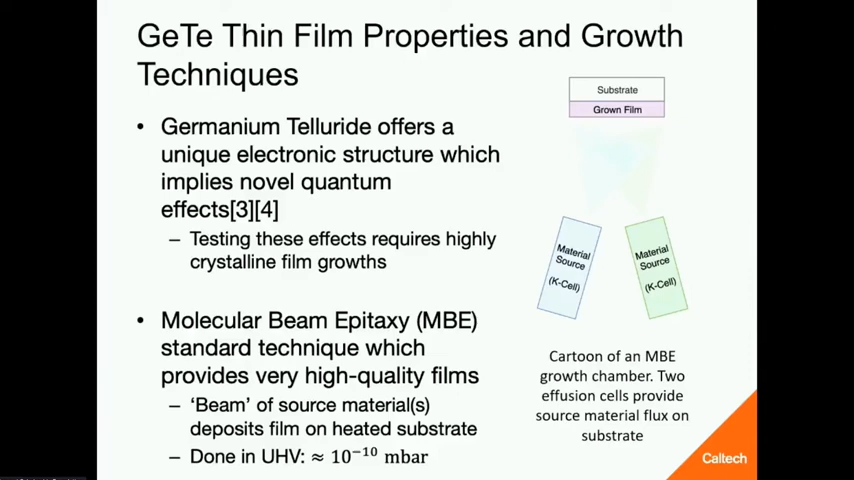 GeTe Thin Film Properties and Growth
Techniques
• Germanium Telluride offers a
unique electronic structure which
implies novel quantum
effects[3][4]
– Testing these effects requires highly
crystalline film growths
• Molecular Beam Epitaxy (MBE)
standard technique which
provides very high-quality films
– ‘Beam’ of source material(s)
deposits film on heated substrate
– Done in UHV: ≈ 10⁻¹⁰ mbar
Substrate
Grown Film
Material
Source
(K-Cell)
Material
Source
(K-Cell)
Cartoon of an MBE
growth chamber. Two
effusion cells provide
source material flux on
substrate
Caltech